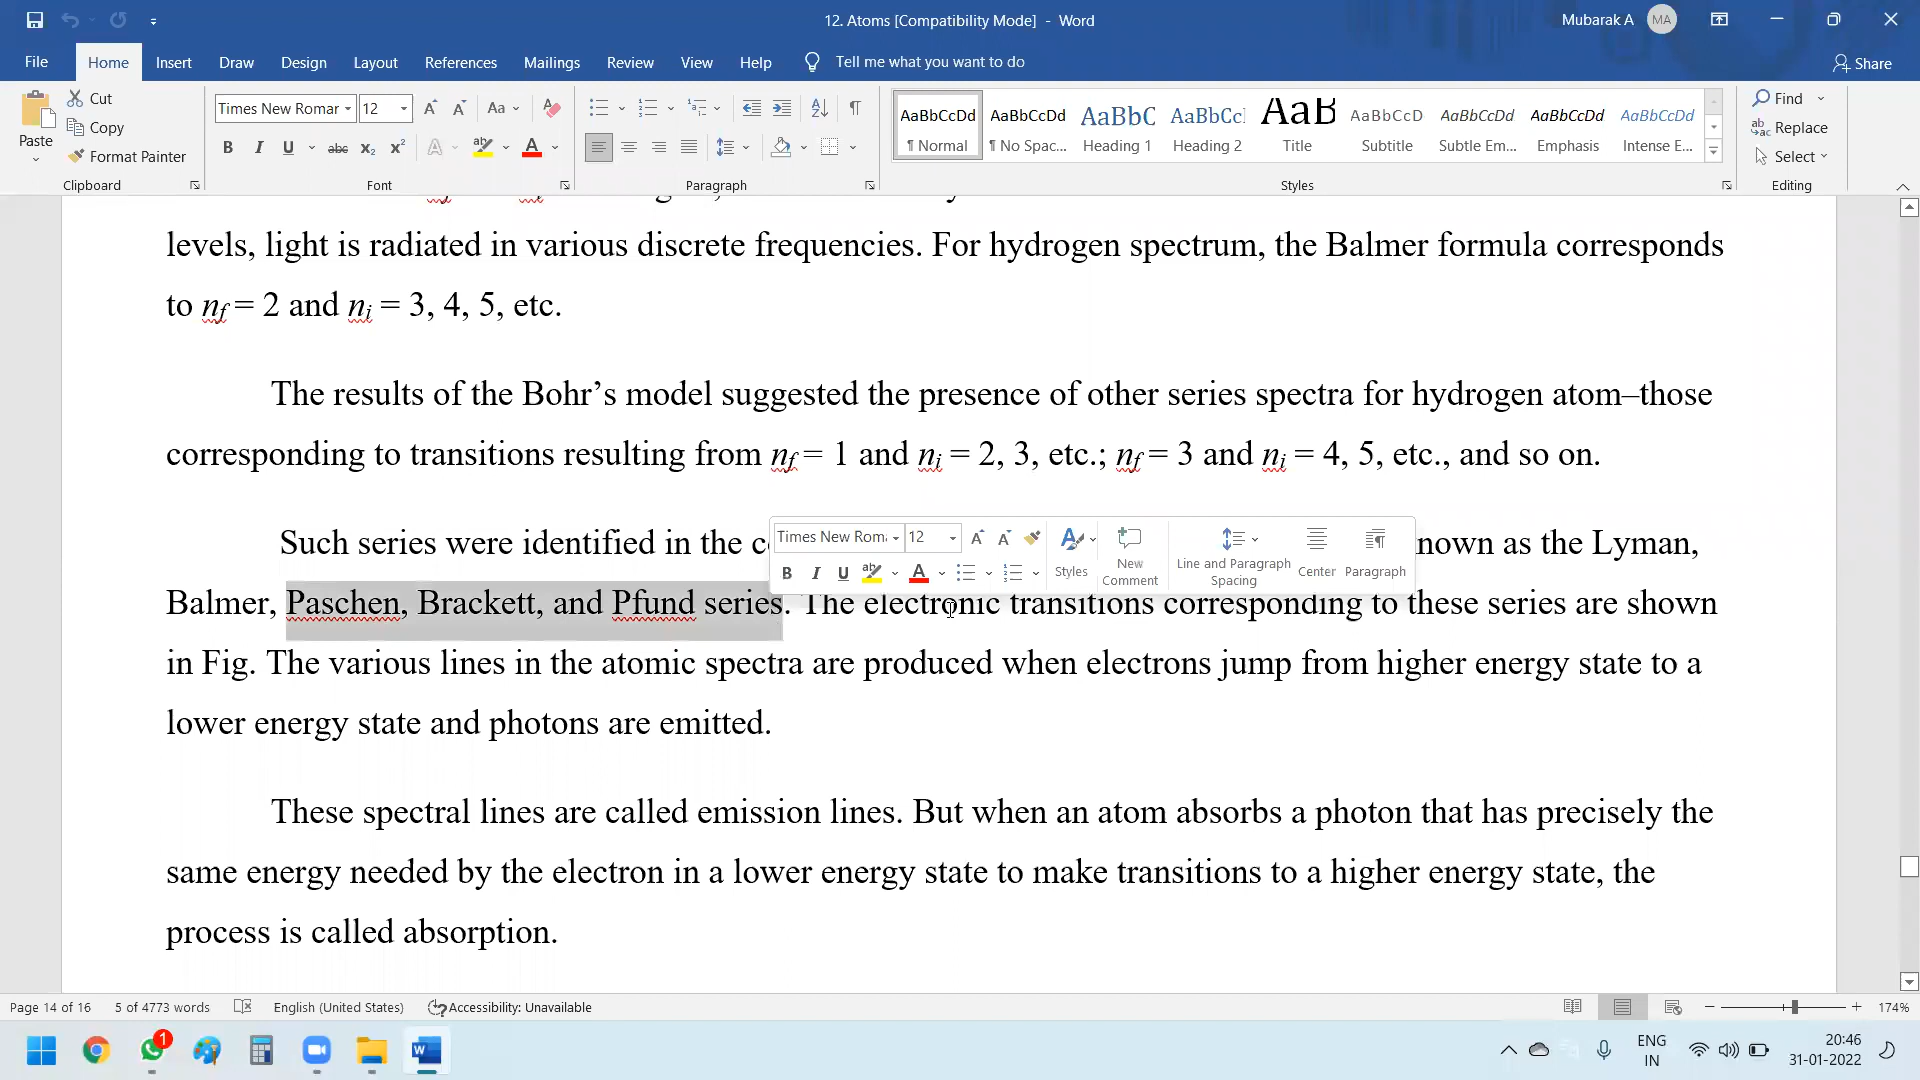 12. Atoms [Compatibility Mode] - Word
Mubarak A
MA
File Home Insert Draw Design Layout References Mailings Review View Help Tell me what you want to do
Share
Paste
Cut
Copy
Format Painter
Clipboard
Times New Romar 12
Font
Paragraph
AaBbCcDd AaBbCcDd AaBbC AaBbCc AaB AaBbCcD AaBbCcDd AaBbCcDd AaBbCcDd
¶ Normal ¶ No Spac... Heading 1 Heading 2 Title Subtitle Subtle Em... Emphasis Intense E...
Styles
Find
Replace
Select
Editing
levels, light is radiated in various discrete frequencies. For hydrogen spectrum, the Balmer formula corresponds
to nf = 2 and ni = 3, 4, 5, etc.
The results of the Bohr’s model suggested the presence of other series spectra for hydrogen atom–those
corresponding to transitions resulting from nf = 1 and ni = 2, 3, etc.; nf = 3 and ni = 4, 5, etc., and so on.
Such series were identified in the c nown as the Lyman,
Times New Roma 12
Styles
New Comment
Line and Paragraph Spacing
Center
Paragraph
Balmer, Paschen, Brackett, and Pfund series. The electronic transitions corresponding to these series are shown
in Fig. The various lines in the atomic spectra are produced when electrons jump from higher energy state to a
lower energy state and photons are emitted.
These spectral lines are called emission lines. But when an atom absorbs a photon that has precisely the
same energy needed by the electron in a lower energy state to make transitions to a higher energy state, the
process is called absorption.
Page 14 of 16 5 of 4773 words English (United States) Accessibility: Unavailable
174%
1
ENG
IN
20:46
31-01-2022